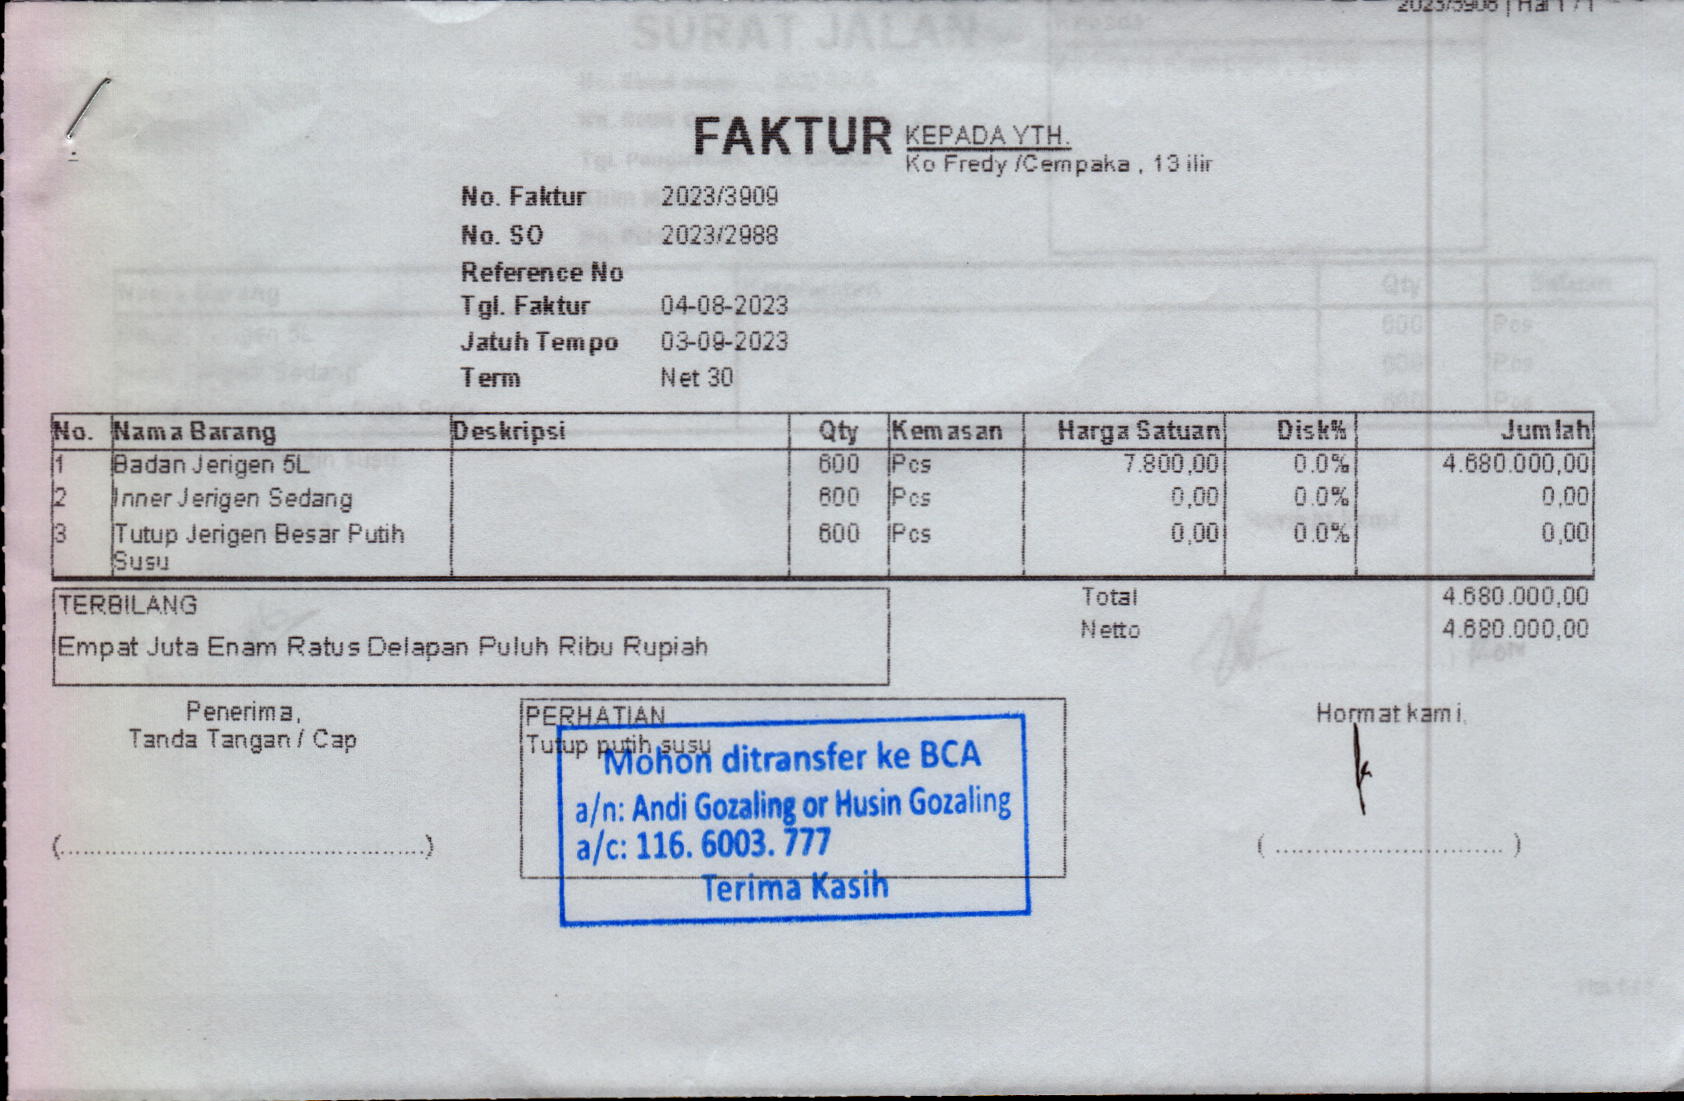 2023/3908 | Hal 1 / 1
FAKTUR
KEPADA YTH.
Ko Fredy /Cempaka , 13 ilir
No. Faktur 2023/3909
No. SO 2023/2988
Reference No
Tgl. Faktur 04-08-2023
Jatuh Tempo 03-09-2023
Term Net 30
No. Nama Barang Deskripsi Qty Kemasan Harga Satuan Disk% Jumlah
1 Badan Jerigen 5L 600 Pcs 7.800,00 0.0% 4.680.000,00
2 Inner Jerigen Sedang 600 Pcs 0,00 0.0% 0,00
3 Tutup Jerigen Besar Putih 600 Pcs 0,00 0.0% 0,00
Susu
TERBILANG
Empat Juta Enam Ratus Delapan Puluh Ribu Rupiah
Total 4.680.000,00
Netto 4.680.000,00
Penerima,
Tanda Tangan / Cap
(................................................)
PERHATIAN
Tutup putih susu
Mohon ditransfer ke BCA
a/n: Andi Gozaling or Husin Gozaling
a/c: 116. 6003. 777
Terima Kasih
Hormat kami,
( .............................. )
SURAT JALAN